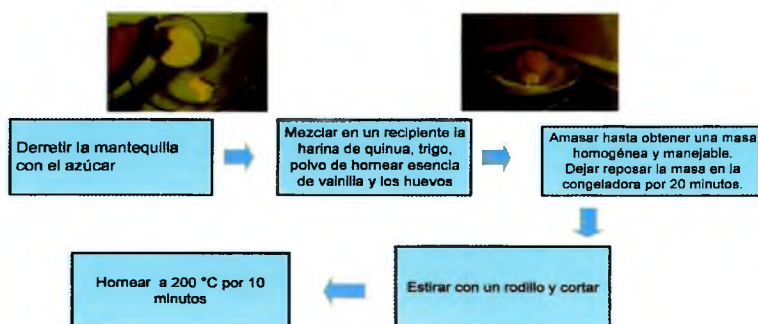 Derretir la mantequilla
con el azúcar
Mezclar en un recipiente la
harina de quinua, trigo,
polvo de hornear esencia
de vainilla y los huevos
Amasar hasta obtener una masa
homogénea y manejable.
Dejar reposar la masa en la
congeladora por 20 minutos.
Estirar con un rodillo y cortar
Hornear a 200 °C por 10
minutos